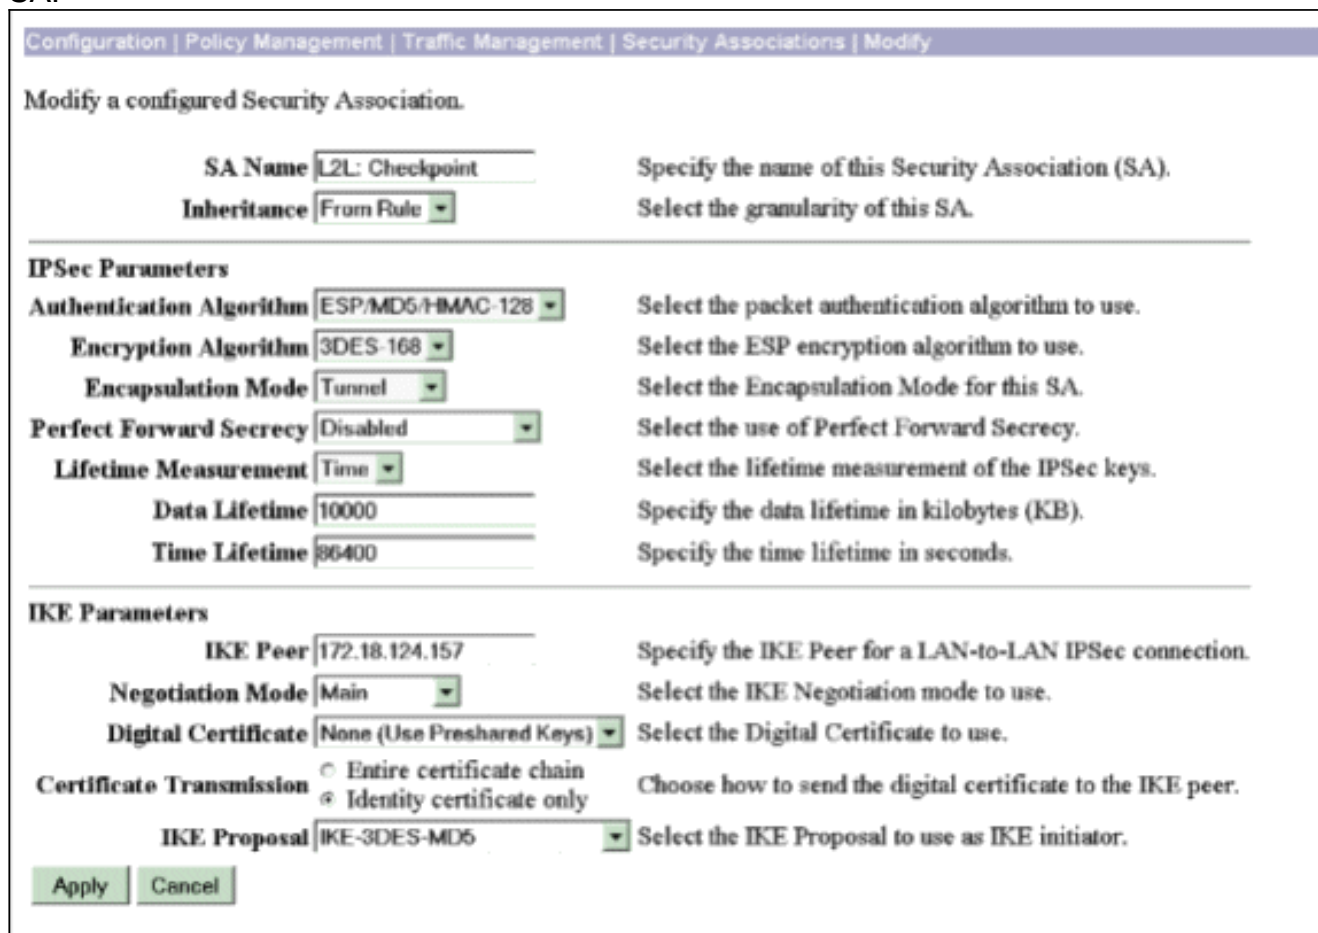 Configuration | Policy Management | Traffic Management | Security Associations | Modify
Modify a configured Security Association.
SA Name L2L: Checkpoint Specify the name of this Security Association (SA).
Inheritance From Rule Select the granularity of this SA.
IPSec Parameters
Authentication Algorithm ESP/MD5/HMAC-128 Select the packet authentication algorithm to use.
Encryption Algorithm 3DES-168 Select the ESP encryption algorithm to use.
Encapsulation Mode Tunnel Select the Encapsulation Mode for this SA.
Perfect Forward Secrecy Disabled Select the use of Perfect Forward Secrecy.
Lifetime Measurement Time Select the lifetime measurement of the IPSec keys.
Data Lifetime 10000 Specify the data lifetime in kilobytes (KB).
Time Lifetime 86400 Specify the time lifetime in seconds.
IKE Parameters
IKE Peer 172.18.124.157 Specify the IKE Peer for a LAN-to-LAN IPSec connection.
Negotiation Mode Main Select the IKE Negotiation mode to use.
Digital Certificate None (Use Preshared Keys) Select the Digital Certificate to use.
Certificate Transmission Entire certificate chain Choose how to send the digital certificate to the IKE peer.
Identity certificate only
IKE Proposal IKE-3DES-MD5 Select the IKE Proposal to use as IKE initiator.
Apply Cancel